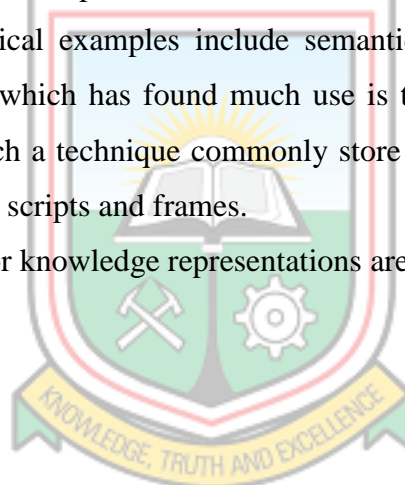 ical examples include semantic
which has found much use is t
ch a technique commonly store
scripts and frames.
or knowledge representations are
KNOWLEDGE, TRUTH AND EXCELLENCE